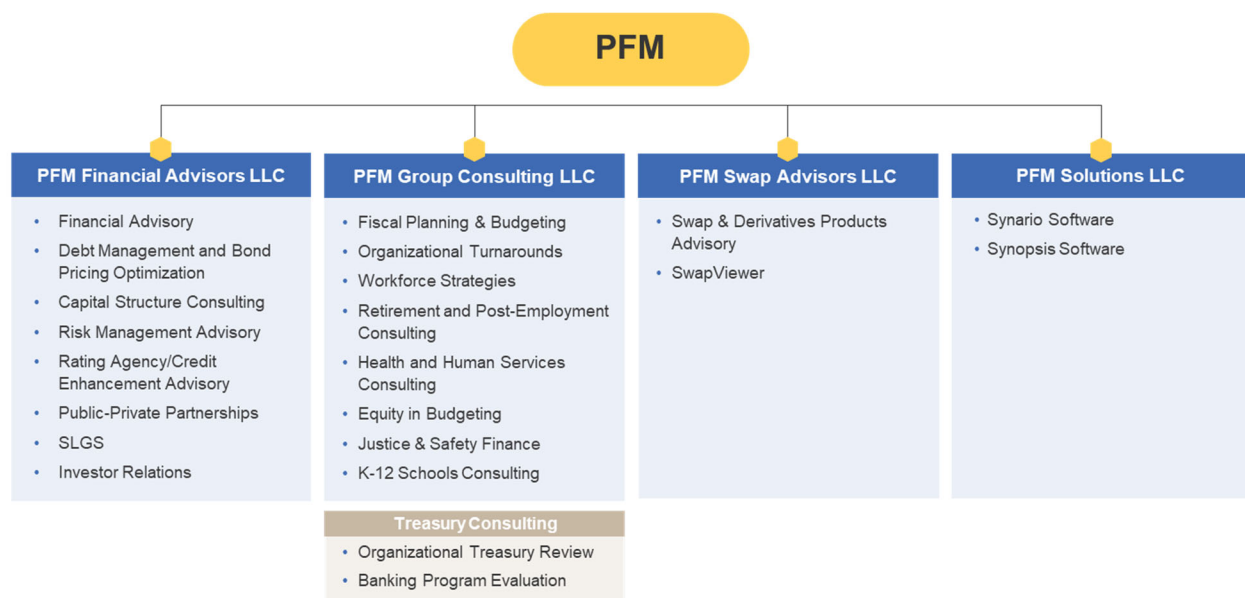 PFM
PFM Financial Advisors LLC
• Financial Advisory
• Debt Management and Bond
Pricing Optimization
• Capital Structure Consulting
• Risk Management Advisory
• Rating Agency/Credit
Enhancement Advisory
• Public-Private Partnerships
• SLGS
• Investor Relations
PFM Group Consulting LLC
• Fiscal Planning & Budgeting
• Organizational Turnarounds
• Workforce Strategies
• Retirement and Post-Employment
Consulting
• Health and Human Services
Consulting
• Equity in Budgeting
• Justice & Safety Finance
• K-12 Schools Consulting
Treasury Consulting
• Organizational Treasury Review
• Banking Program Evaluation
PFM Swap Advisors LLC
• Swap & Derivatives Products
Advisory
• SwapViewer
PFM Solutions LLC
• Synario Software
• Synopsis Software